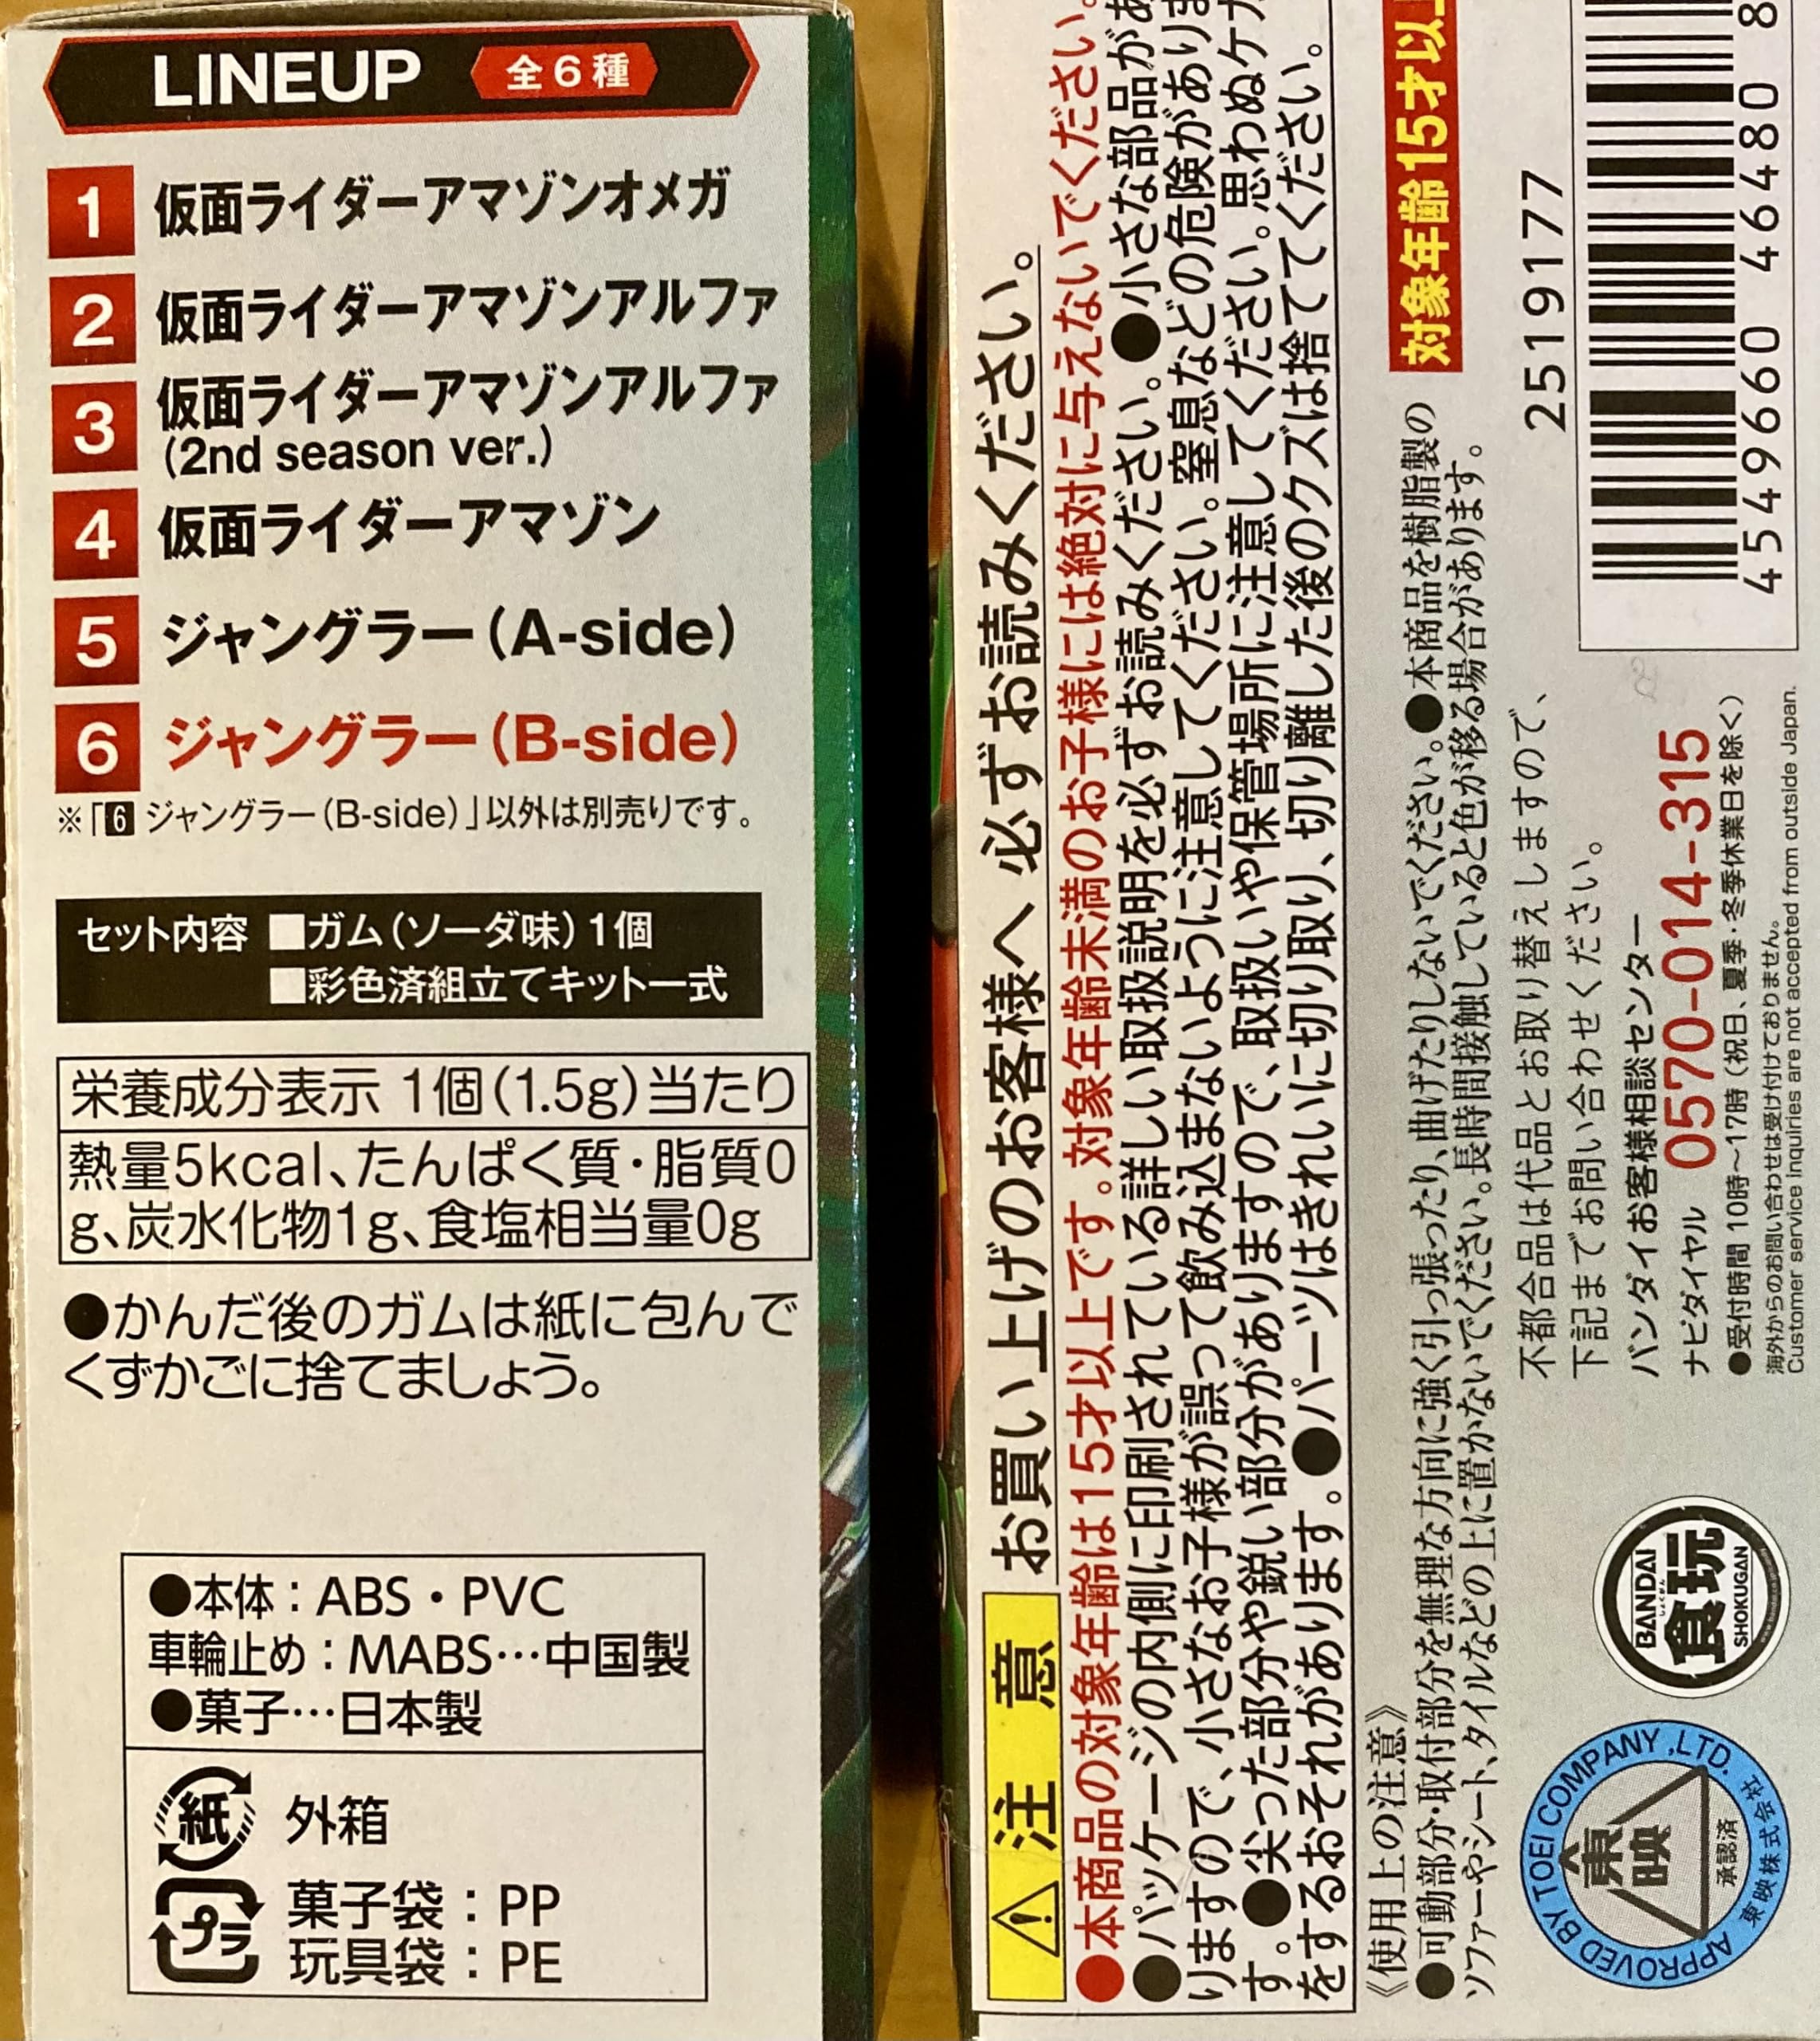 LINEUP 全6種
1 仮面ライダーアマゾンオメガ
2 仮面ライダーアマゾンアルファ
3 仮面ライダーアマゾンアルファ
(2nd season ver.)
4 仮面ライダーアマゾン
5 ジャングラー(A-side)
6 ジャングラー(B-side)
※「6 ジャングラー(B-side)」以外は別売りです。
セット内容 ■ガム(ソーダ味)1個
■彩色済組立てキット一式
栄養成分表示 1個(1.5g)当たり
熱量5kcal、たんぱく質・脂質0
g、炭水化物1g、食塩相当量0g
●かんだ後のガムは紙に包んで
くずかごに捨てましょう。
●本体：ABS・PVC
車輪止め：MABS…中国製
●菓子…日本製
紙 外箱
プラ 菓子袋：PP
玩具袋：PE
注意 お買い上げのお客様へ 必ずお読みください。
●本商品の対象年齢は15才以上です。対象年齢未満のお子様には絶対に与えないでください。
●パッケージの内側に印刷されている詳しい取扱説明を必ずお読みください。●小さな部品があ
りますので、小さなお子様が誤って飲み込まないように注意してください。窒息などの危険がありま
す。●尖った部分や鋭い部分がありますので、取扱いや保管場所に注意してください。思わぬケガ
をするおそれがあります。●パーツはきれいに切り取り、切り離した後のクズは捨ててください。
《使用上の注意》
対象年齢15才以上
●可動部分・取付部分を無理な方向に強く引っ張ったり、曲げたりしないでください。●本商品を樹脂製の
ソファーやシート、タイルなどの上に置かないでください。長時間接触していると色が移る場合があります。
不都合品は代品とお取り替えしますので、
下記までお問い合わせください。
バンダイお客様相談センター
ナビダイヤル 0570-014-315
●受付時間 10時～17時(祝日、夏季・冬季休業日を除く)
海外からのお問い合わせは受け付けておりません。
Customer service inquiries are not accepted from outside Japan.
2519177
4549660 46480 8
BANDAI
しょくがん
食玩
SHOKUGAN
APPROVED BY TOEI COMPANY ,LTD.
東映
承認済
東映株式会社